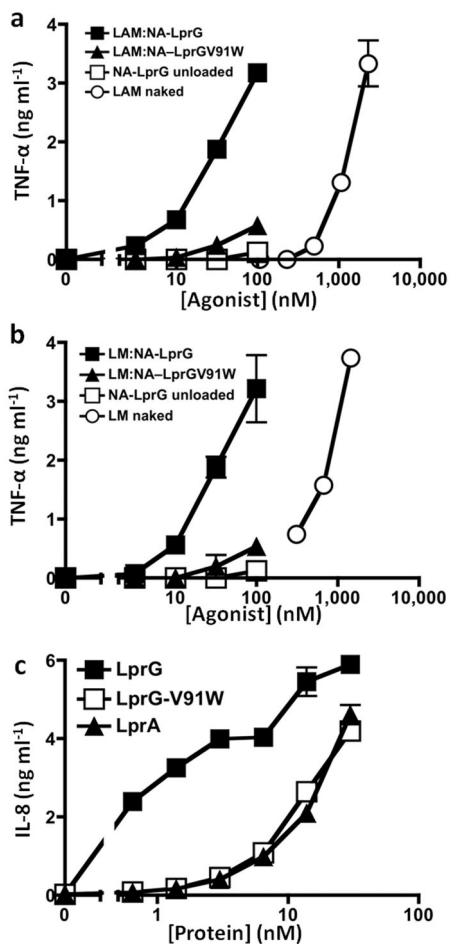 a
LAM:NA-LprG
LAM:NA–LprGV91W
NA-LprG unloaded
LAM naked
TNF-α (ng ml⁻¹)
4
3
2
1
0
0 10 100 1,000 10,000
[Agonist] (nM)
b
LM:NA-LprG
LM:NA–LprGV91W
NA-LprG unloaded
LM naked
TNF-α (ng ml⁻¹)
4
3
2
1
0
0 10 100 1,000 10,000
[Agonist] (nM)
c
LprG
LprG-V91W
LprA
IL-8 (ng ml⁻¹)
6
4
2
0
0 1 10 100
[Protein] (nM)